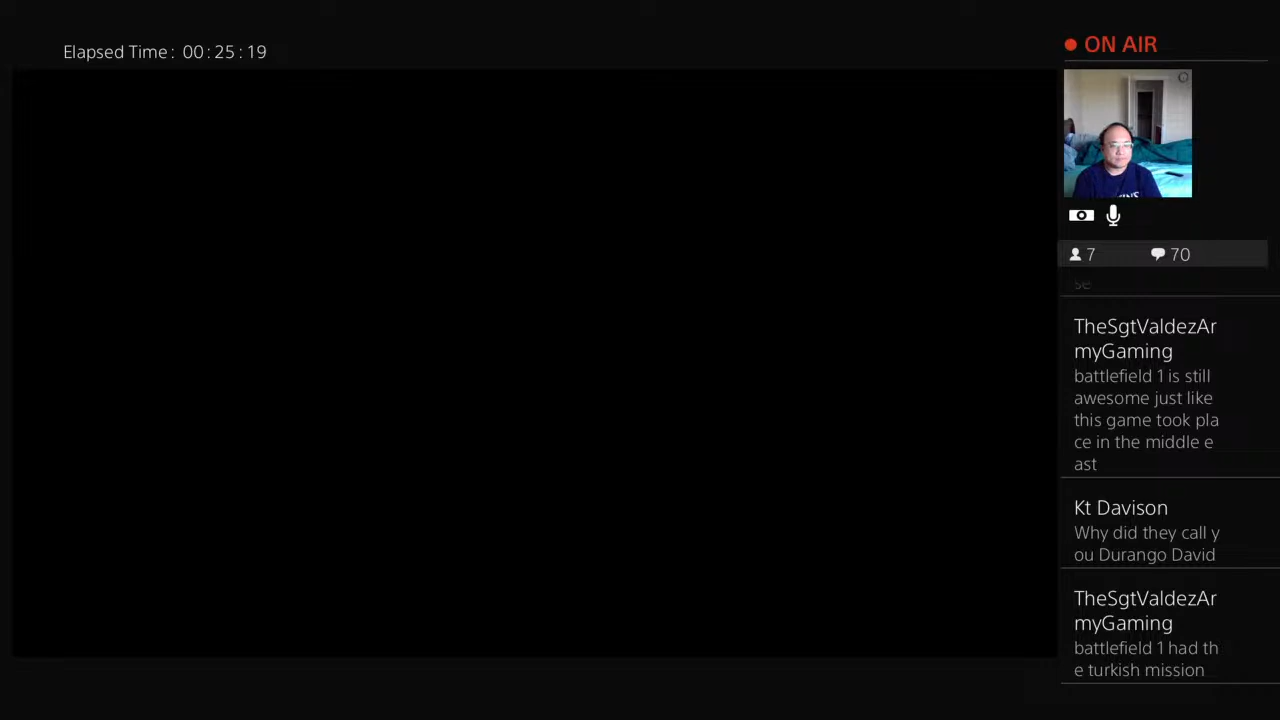 Elapsed Time: 00:25:19
ON AIR
7
70
se
TheSgtValdezAr
myGaming
battlefield 1 is still
awesome just like
this game took pla
ce in the middle e
ast
Kt Davison
Why did they call y
ou Durango David
TheSgtValdezAr
myGaming
battlefield 1 had th
e turkish mission